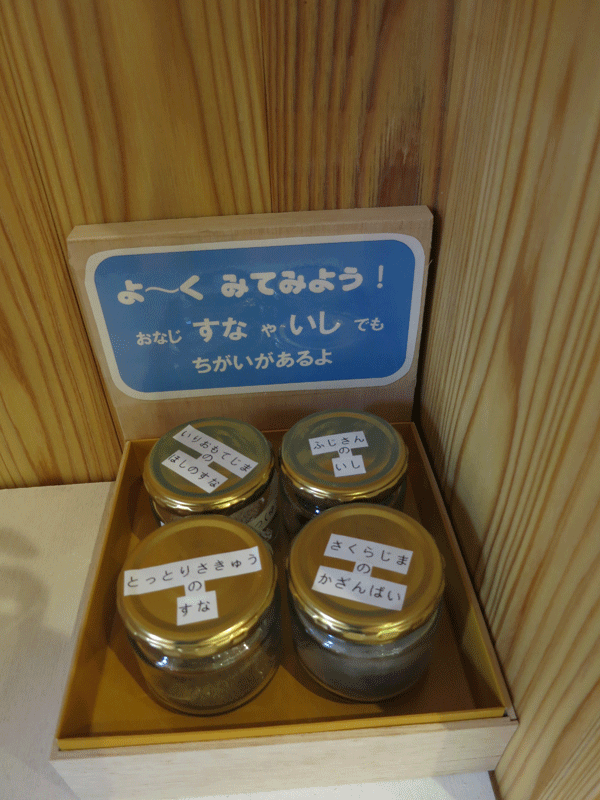 よ〜く みてみよう!
おなじ すな や いし でも
ちがいがあるよ
いりおもてじま
の
ほしのすな
ふじさん
の
いし
とっとりさきゅう
の
すな
さくらじま
の
かざんばい